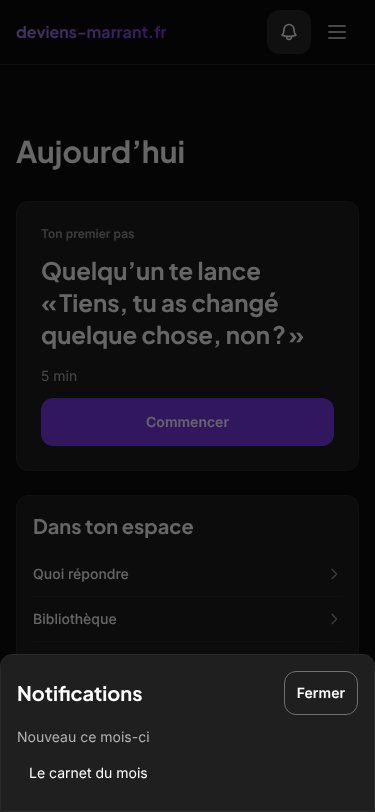 deviens-marrant.fr
Aujourd’hui
Ton premier pas
Quelqu’un te lance
« Tiens, tu as changé
quelque chose, non ? »
5 min
Commencer
Dans ton espace
Quoi répondre
Bibliothèque
Notifications
Fermer
Nouveau ce mois-ci
Le carnet du mois